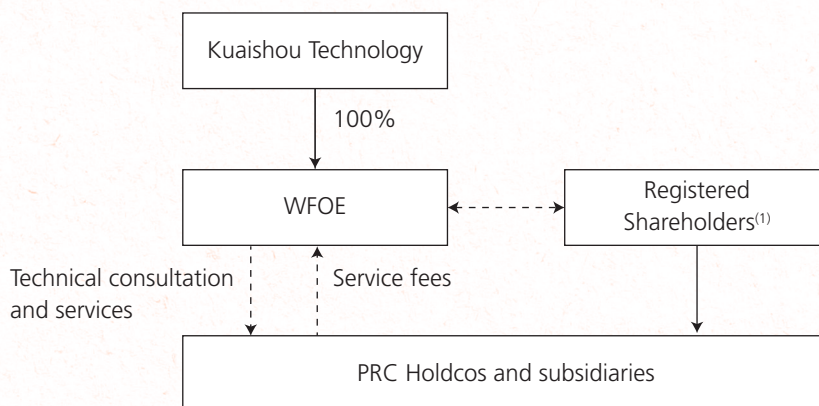 Kuaishou Technology
100%
WFOE
Registered
Shareholders(1)
Technical consultation
and services
Service fees
PRC Holdcos and subsidiaries